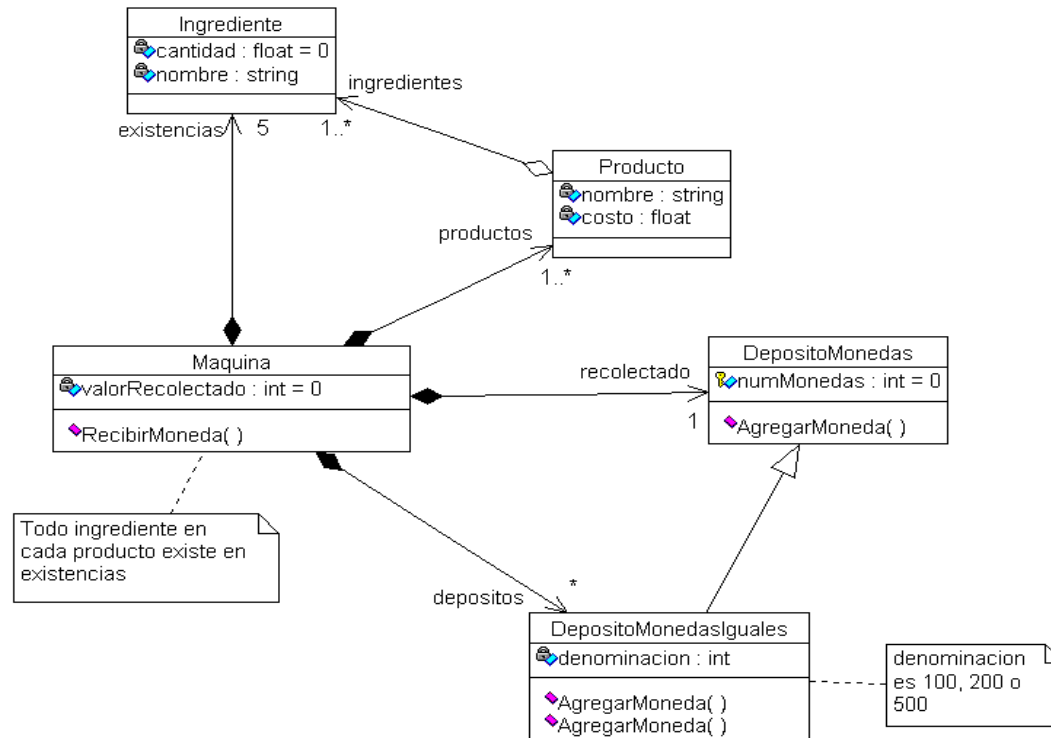 Ingrediente
cantidad : float = 0
nombre : string
ingredientes
existencias
5
1..*
Producto
nombre : string
costo : float
productos
1..*
Maquina
valorRecolectado : int = 0
RecibirMoneda( )
recolectado
1
DepositoMonedas
numMonedas : int = 0
AgregarMoneda( )
Todo ingrediente en
cada producto existe en
existencias
depositos
*
DepositoMonedasIguales
denominacion : int
AgregarMoneda( )
AgregarMoneda( )
denominacion
es 100, 200 o
500